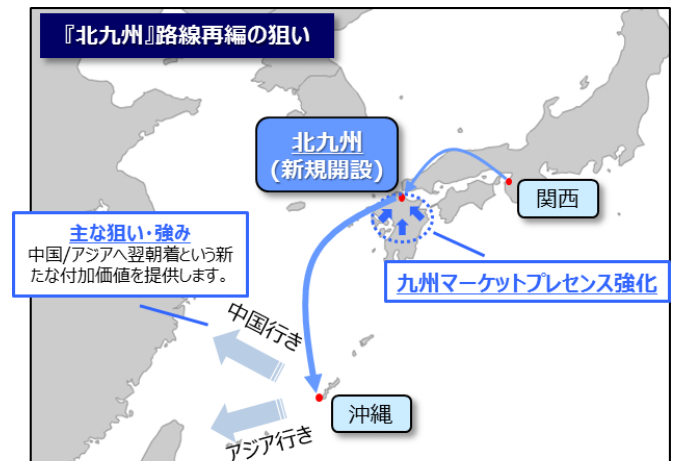 『北九州』路線再編の狙い
北九州
(新規開設)
関西
主な狙い・強み
中国/アジアへ翌朝着という新
たな付加価値を提供します。
九州マーケットプレゼンス強化
中国行き
沖縄
アジア行き